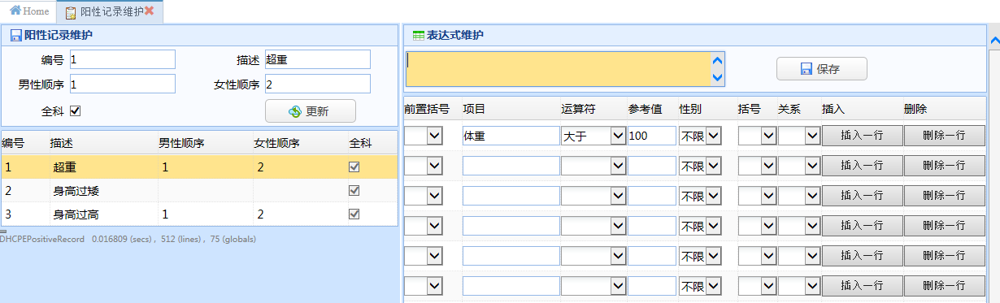 Home 阳性记录维护
阳性记录维护
编号 1 描述 超重
男性顺序 1 女性顺序 2
全科 更新
编号 描述 男性顺序 女性顺序 全科
1 超重 1 2
2 身高过矮
3 身高过高 1 2
DHCPEPositiveRecord 0.016809 (secs) , 512 (lines) , 75 (globals)
表达式维护
保存
前置括号 项目 运算符 参考值 性别 括号 关系 插入 删除
体重 大于 100 不限 插入一行 删除一行
不限 插入一行 删除一行
不限 插入一行 删除一行
不限 插入一行 删除一行
不限 插入一行 删除一行
不限 插入一行 删除一行